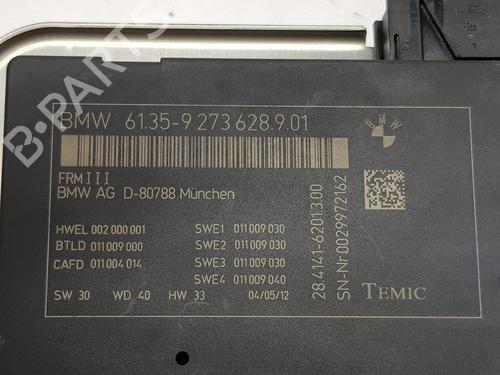 BMW 61.35-9 273 628.9.01
FRM III
BMW AG D-80788 München
HWEL 002 000 001
BTLD 011 009 000
CAFD 011 004 014
SWE1 011 009 030
SWE2 011 009 030
SWE3 011 009 030
SWE4 011 009 040
SW 30 WD 40 HW 33 04/05/12
28.4141-6201.3.00
SN-Nr 0029972162
TEMIC
BMW
B-PARTS